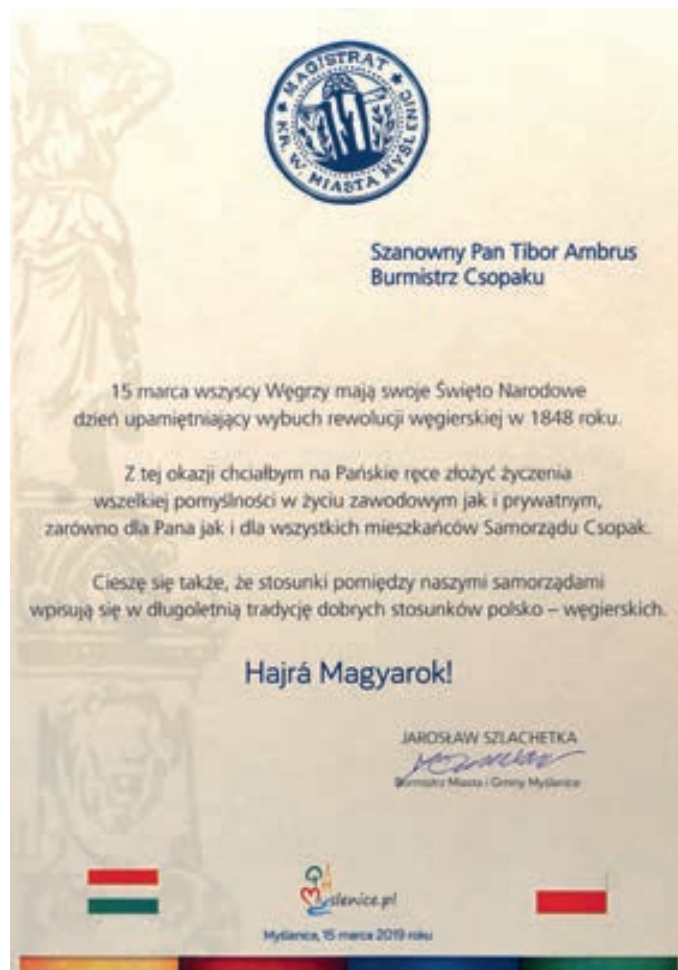 MAGISTRAT
KR. W. MIASTA MYŚLENIC
Szanowny Pan Tibor Ambrus
Burmistrz Csopaku
15 marca wszyscy Węgrzy mają swoje Święto Narodowe
dzień upamiętniający wybuch rewolucji węgierskiej w 1848 roku.
Z tej okazji chciałbym na Pańskie ręce złożyć życzenia
wszelkiej pomyślności w życiu zawodowym jak i prywatnym,
zarówno dla Pana jak i dla wszystkich mieszkańców Samorządu Csopak.
Cieszę się także, że stosunki pomiędzy naszymi samorządami
wpisują się w długoletnią tradycję dobrych stosunków polsko – węgierskich.
Hajrá Magyarok!
JAROSŁAW SZLACHETKA
Burmistrz Miasta i Gminy Myślenice
Myślenice.pl
Myślenice, 15 marca 2019 roku